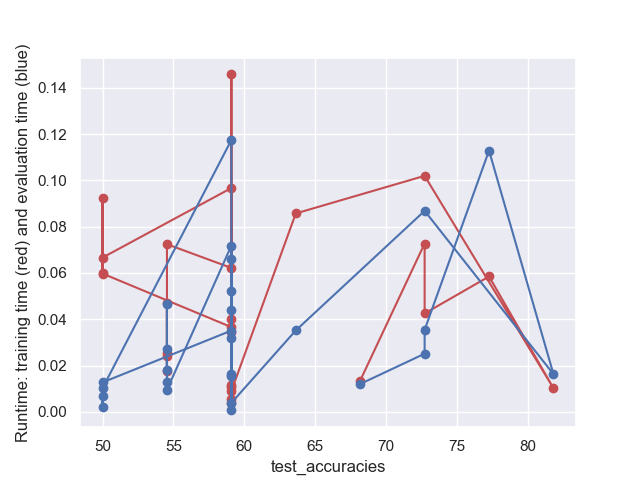 Runtime: training time (red) and evaluation time (blue)
0.14
0.12
0.10
0.08
0.06
0.04
0.02
0.00
50 55 60 65 70 75 80
test_accuracies